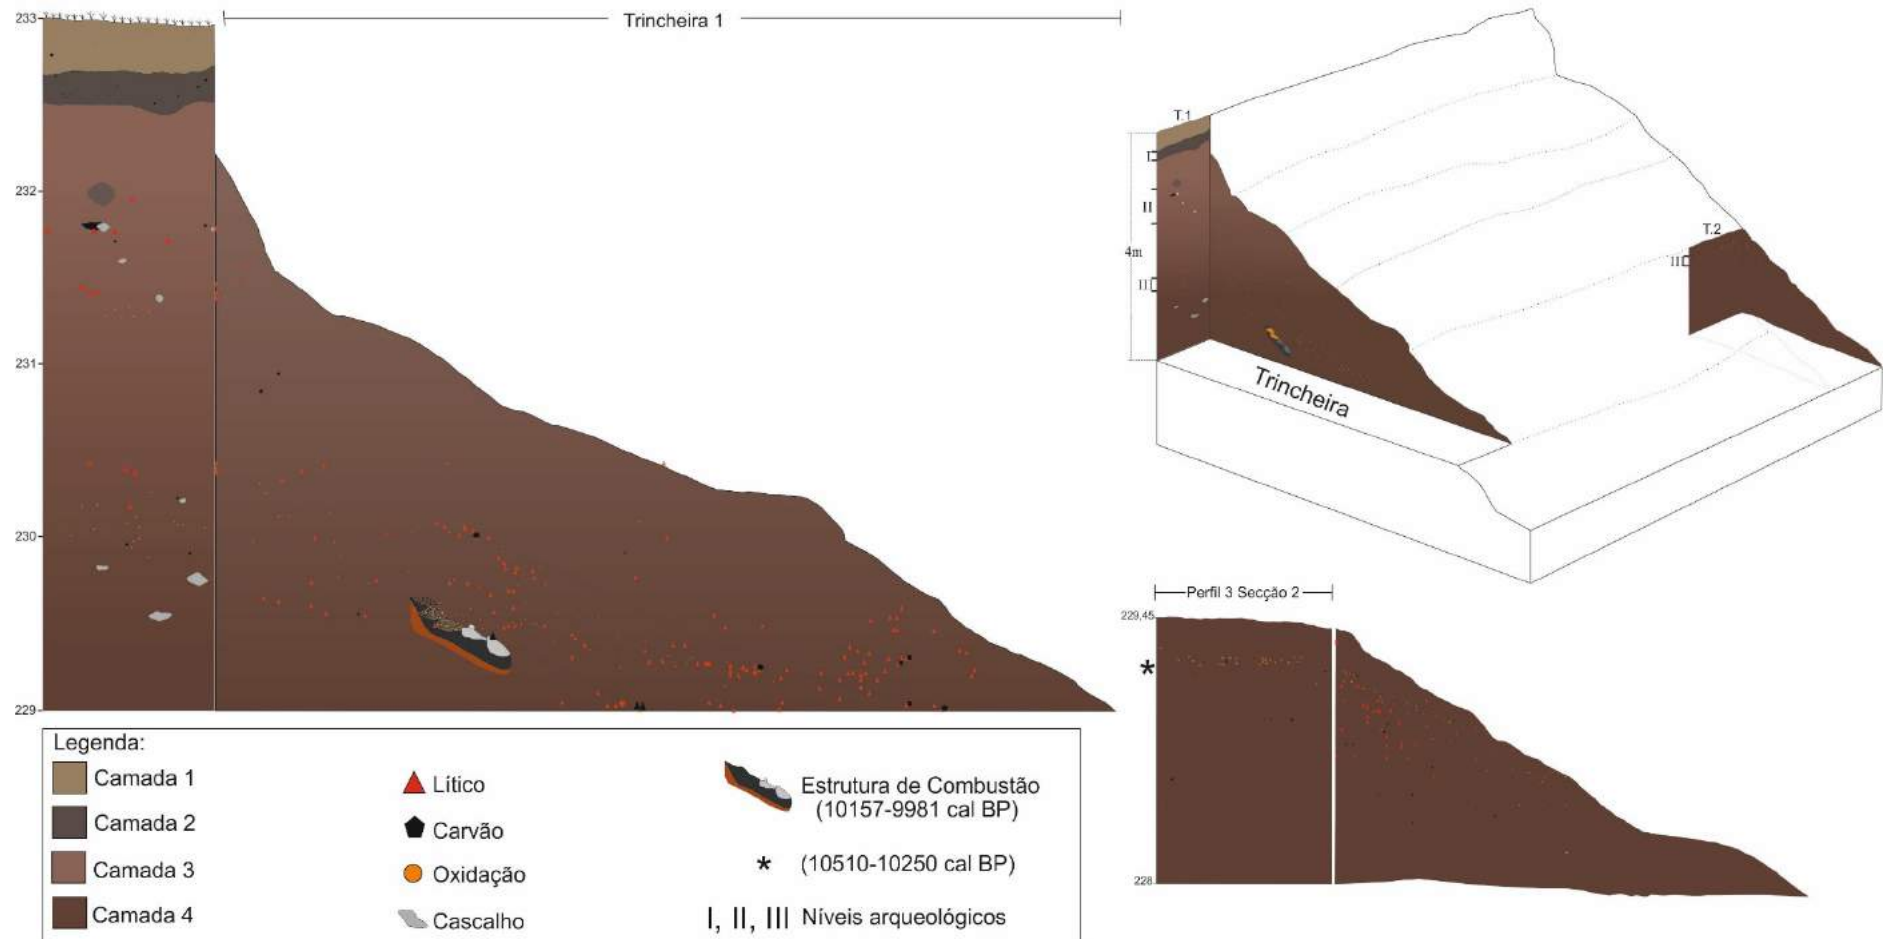 233
Trincheira 1
232
231
230
229
T.1
I
II
4m
III
T.2
III
Trincheira
Perfil 3 Secção 2
229,45
*
228
Legenda:
Camada 1
Camada 2
Camada 3
Camada 4
Lítico
Carvão
Oxidação
Cascalho
Estrutura de Combustão
(10157-9981 cal BP)
* (10510-10250 cal BP)
I, II, III Níveis arqueológicos